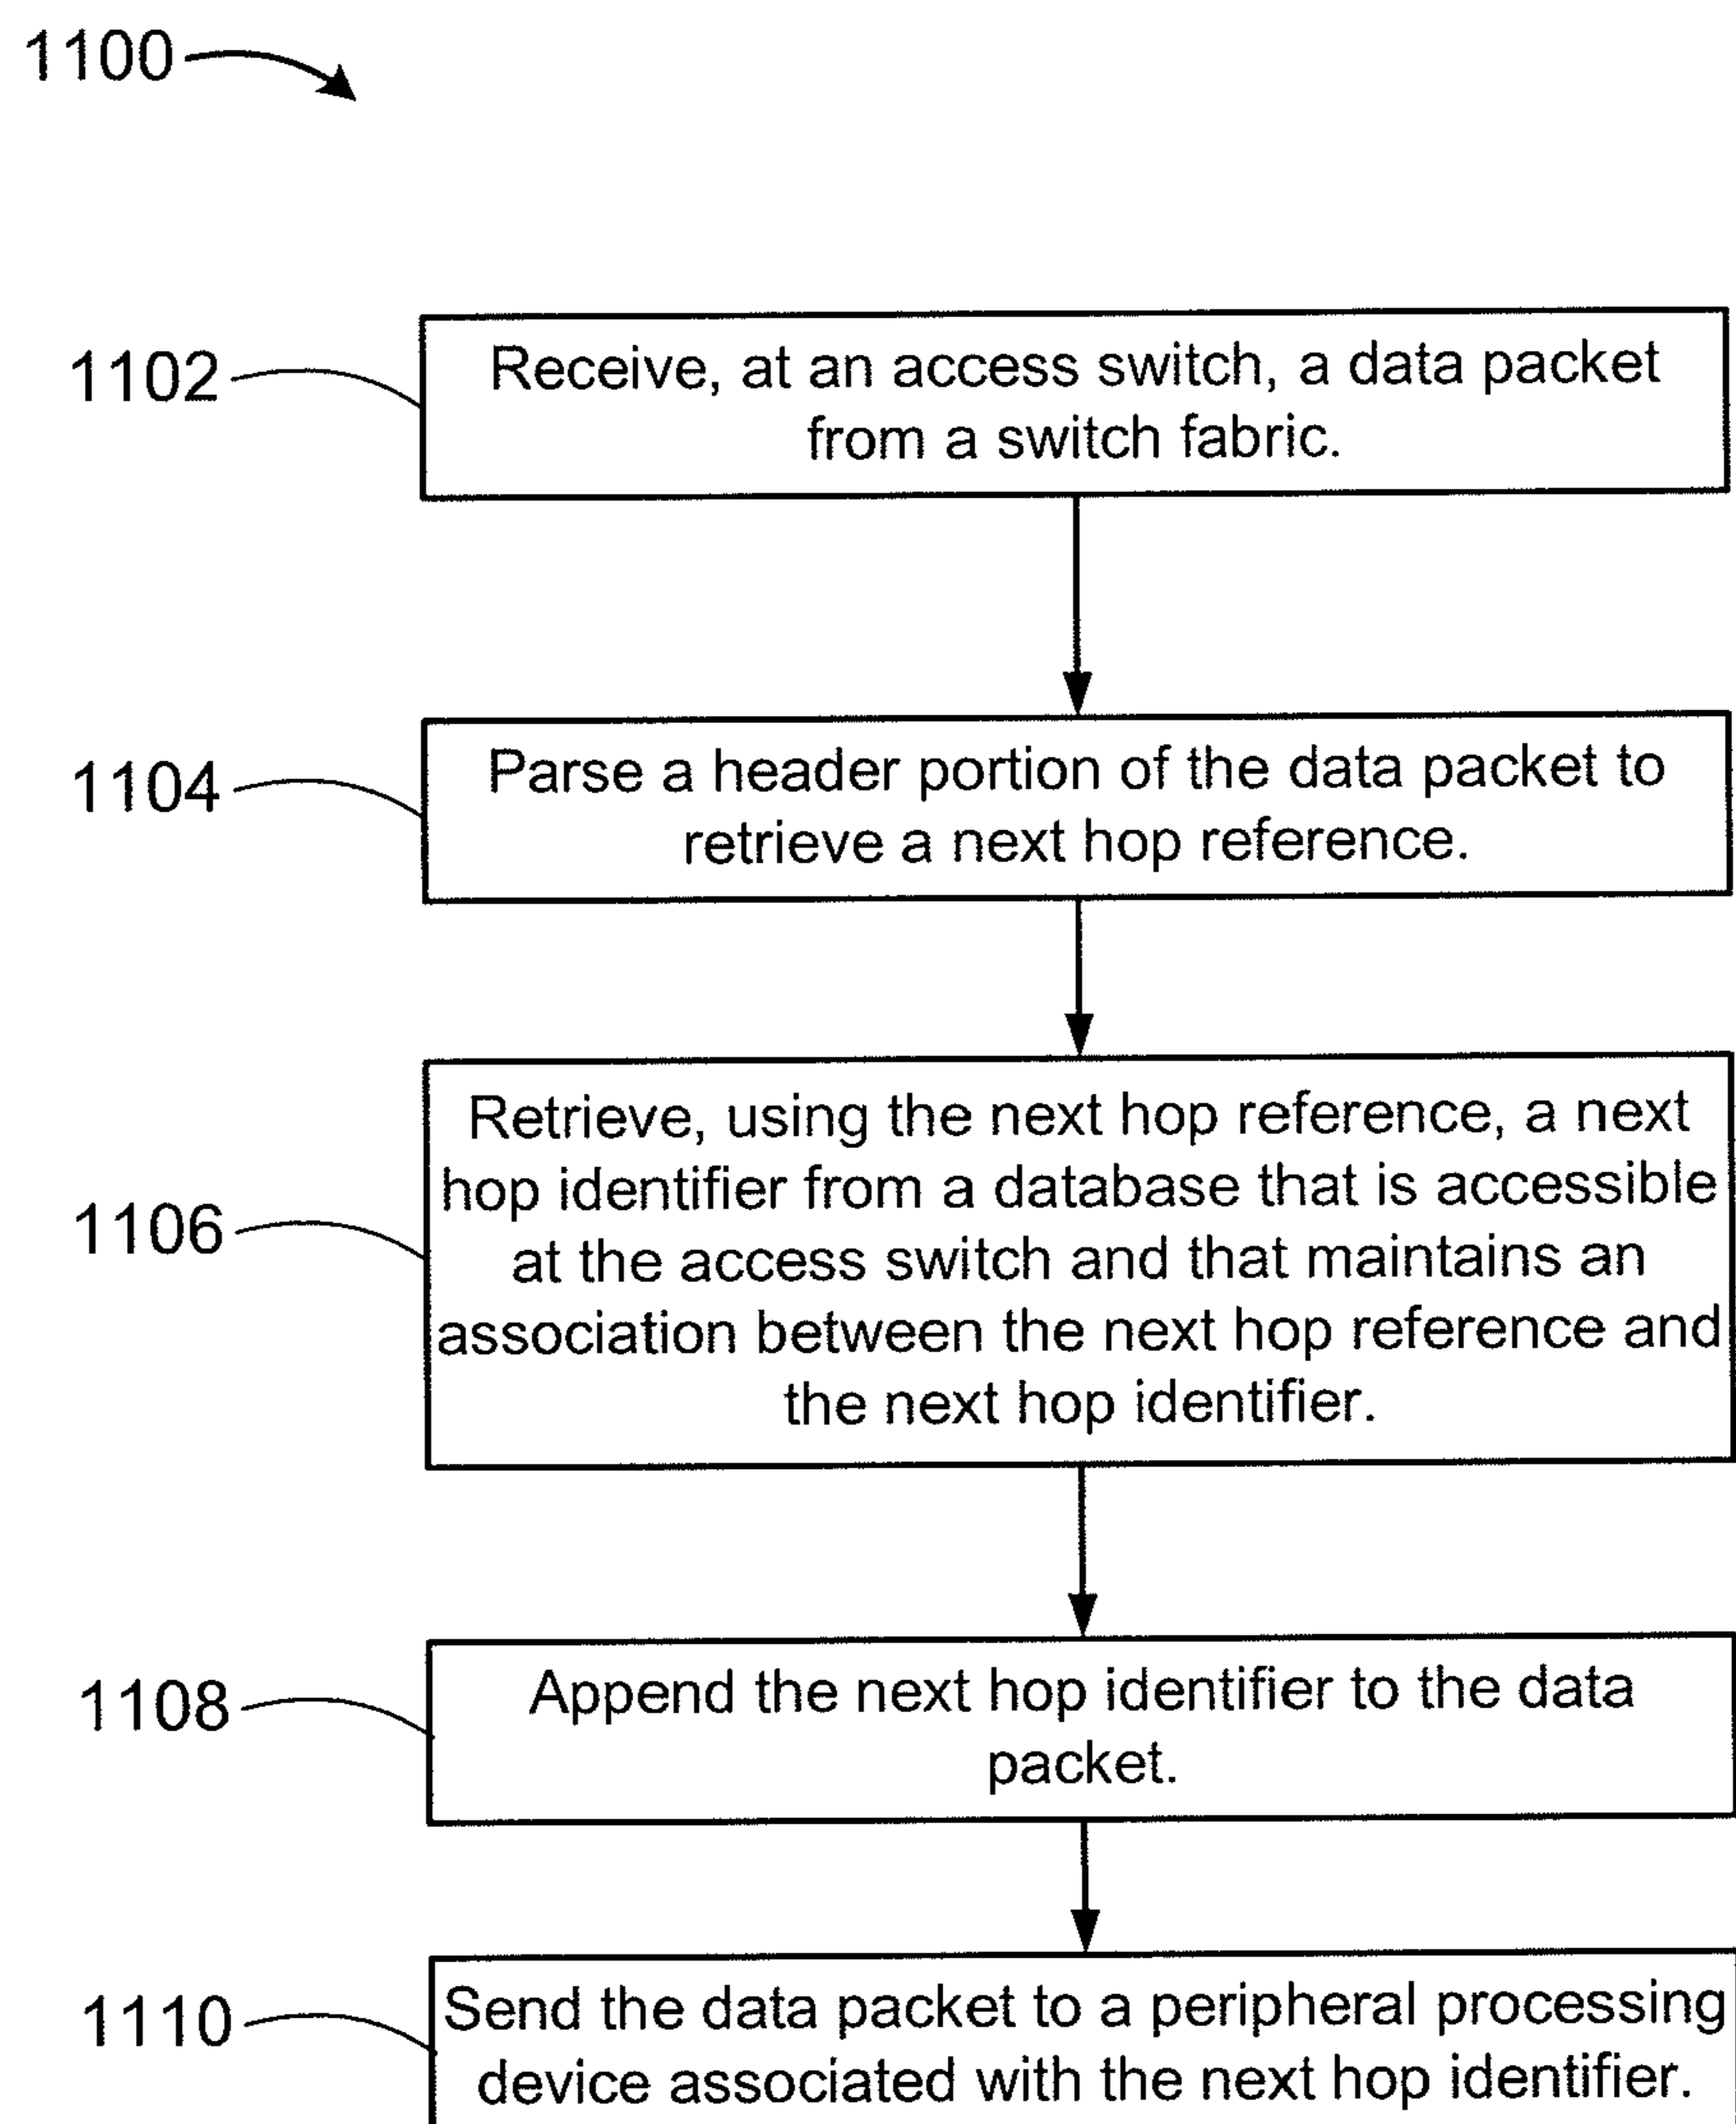 1100
1102
Receive, at an access switch, a data packet
from a switch fabric.
1104
Parse a header portion of the data packet to
retrieve a next hop reference.
1106
Retrieve, using the next hop reference, a next
hop identifier from a database that is accessible
at the access switch and that maintains an
association between the next hop reference and
the next hop identifier.
1108
Append the next hop identifier to the data
packet.
1110
Send the data packet to a peripheral processing
device associated with the next hop identifier.